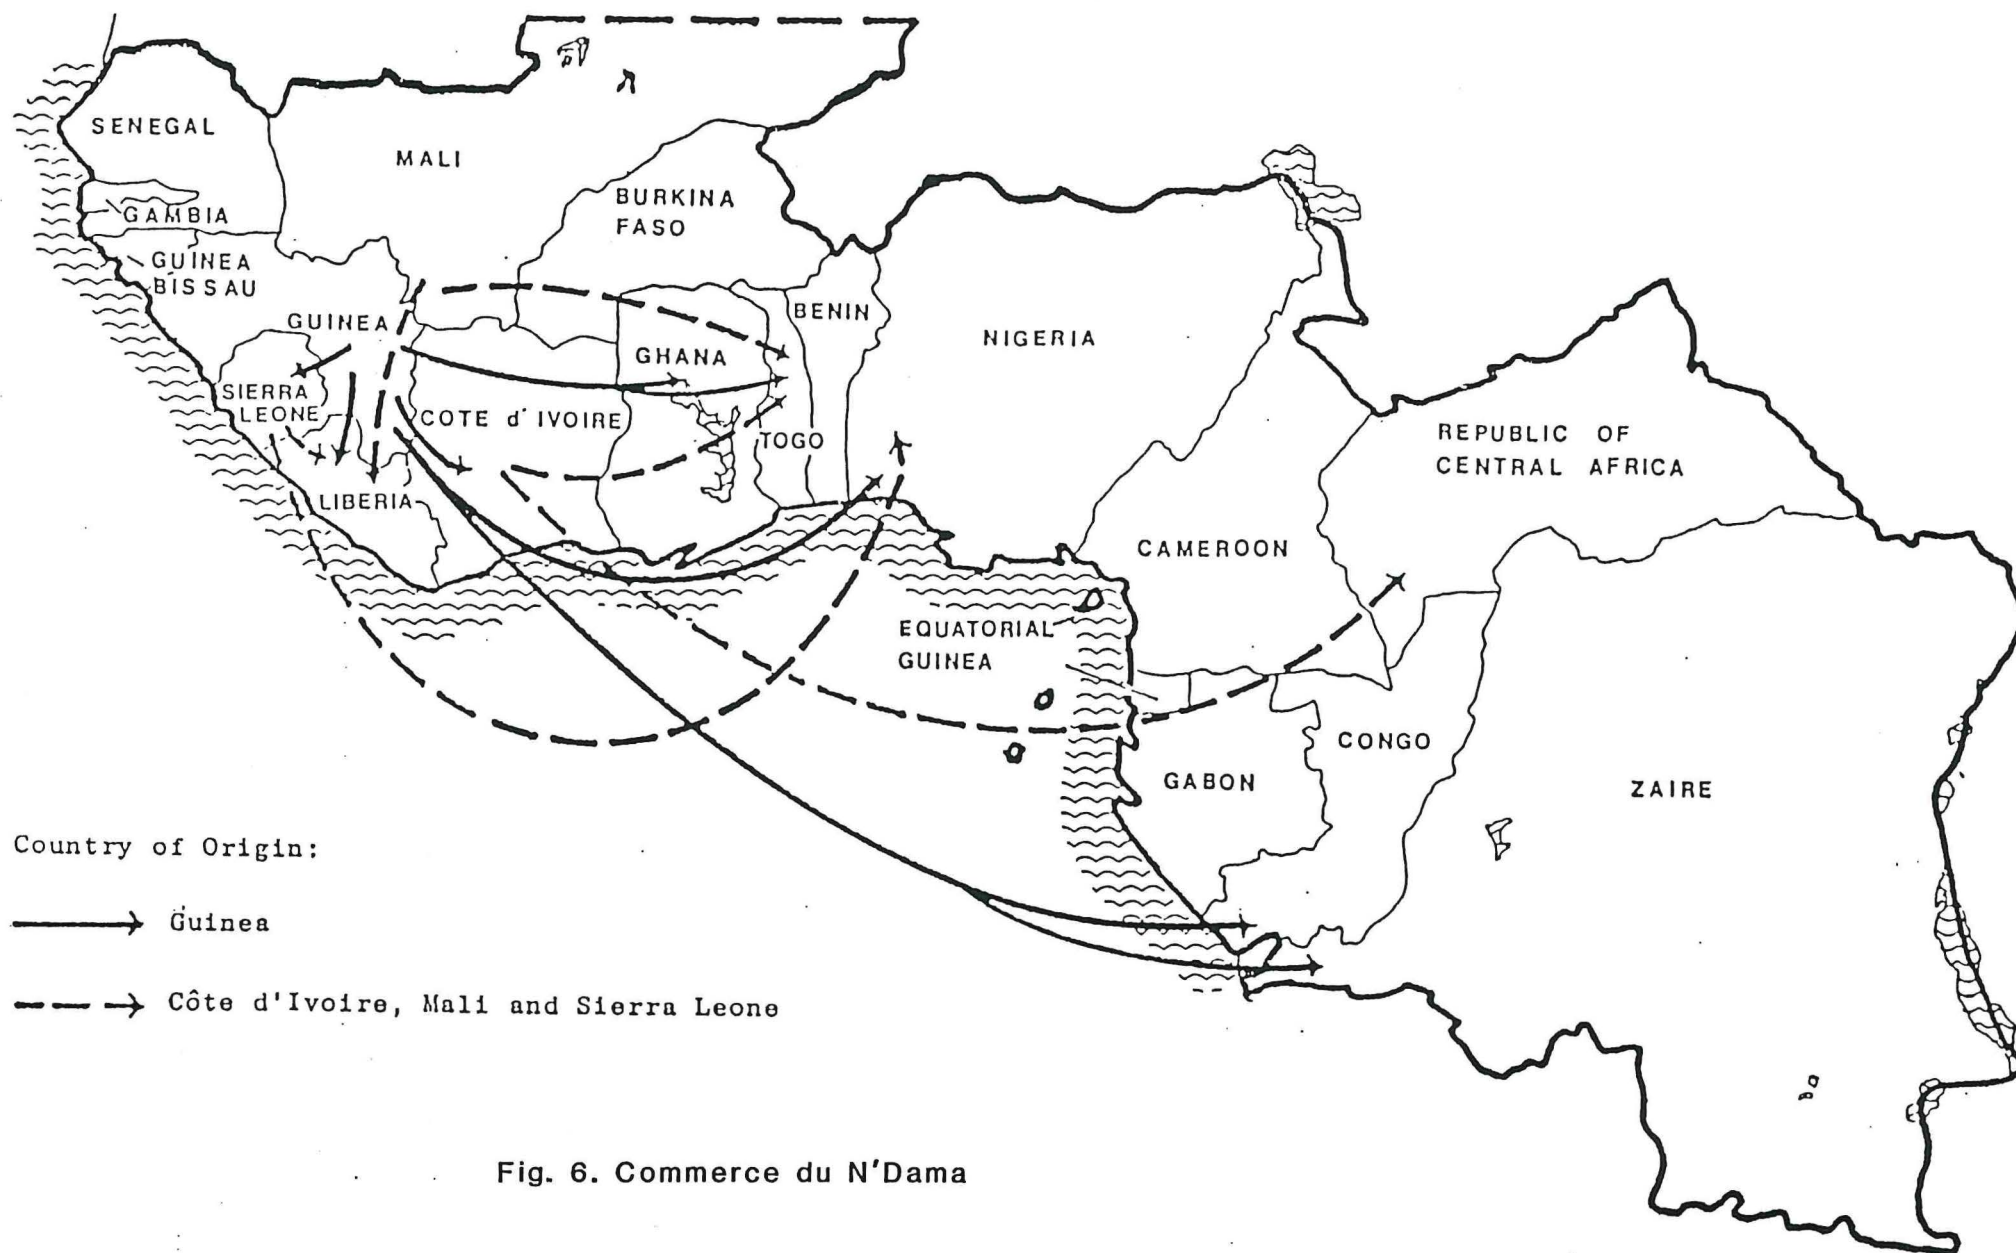 SENEGAL
MALI
GAMBIA
BURKINA
FASO
GUINEA
BISSAU
GUINEA
BENIN
NIGERIA
GHANA
SIERRA
LEONE
COTE d'IVOIRE
TOGO
LIBERIA
REPUBLIC OF
CENTRAL AFRICA
CAMEROON
EQUATORIAL
GUINEA
CONGO
GABON
ZAIRE
Country of Origin:
Guinea
Côte d'Ivoire, Mali and Sierra Leone
Fig. 6. Commerce du N'Dama